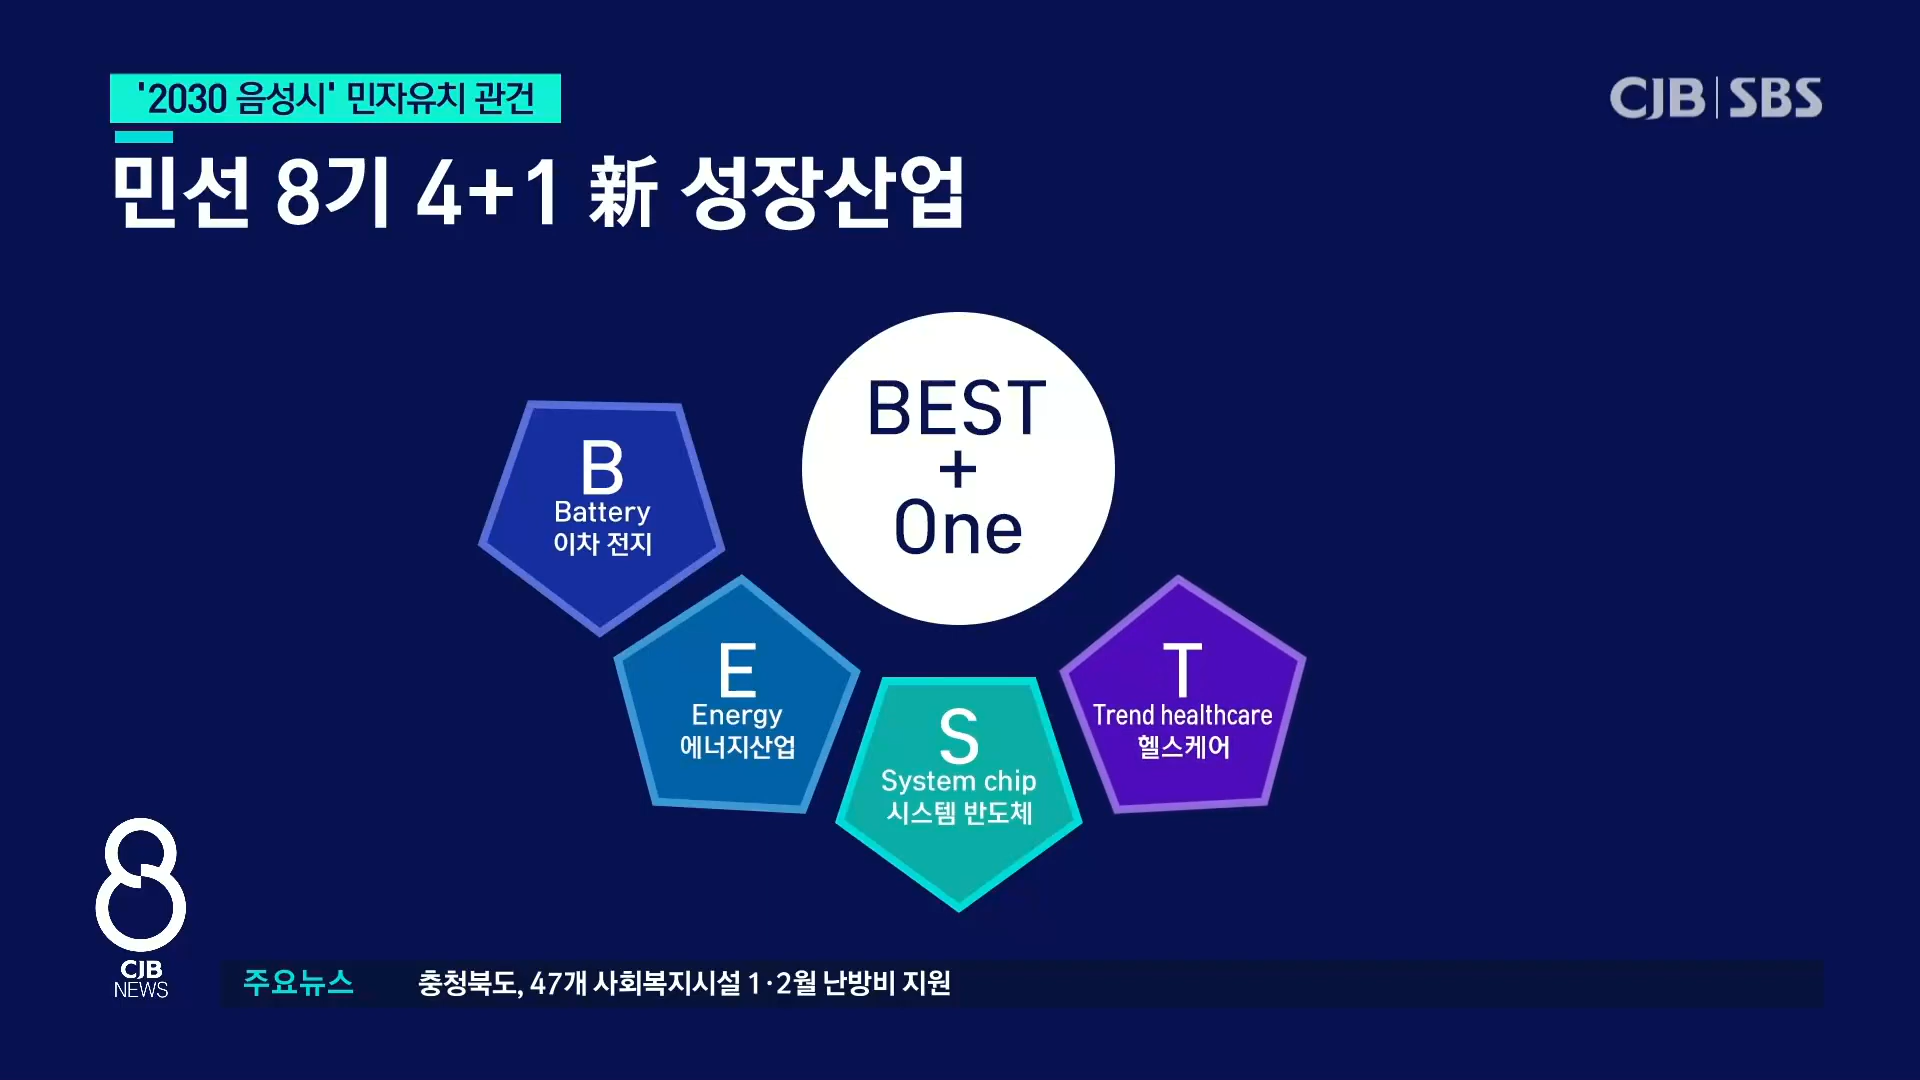 '2030 음성시' 민자유치 관건
CJB SBS
민선 8기 4+1 新 성장산업
BEST
+
One
B
Battery
이차 전지
E
Energy
에너지산업
S
System chip
시스템 반도체
T
Trend healthcare
헬스케어
8
CJB
NEWS
주요뉴스 충청북도, 47개 사회복지시설 1·2월 난방비 지원